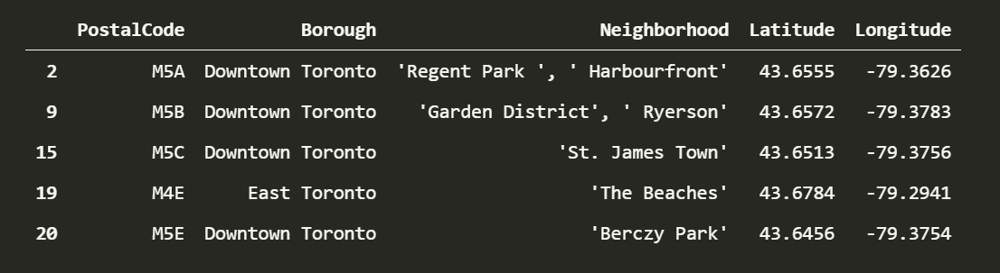 PostalCode Borough Neighborhood Latitude Longitude
2 M5A Downtown Toronto 'Regent Park ', ' Harbourfront' 43.6555 -79.3626
9 M5B Downtown Toronto 'Garden District', ' Ryerson' 43.6572 -79.3783
15 M5C Downtown Toronto 'St. James Town' 43.6513 -79.3756
19 M4E East Toronto 'The Beaches' 43.6784 -79.2941
20 M5E Downtown Toronto 'Berczy Park' 43.6456 -79.3754